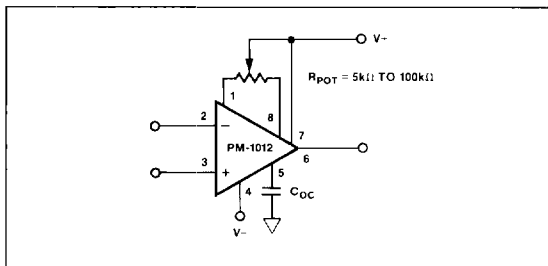 V+
R_POT = 5kΩ TO 100kΩ
1
8
2
7
−
PM-1012
6
3
+
5
4
C_OC
V−